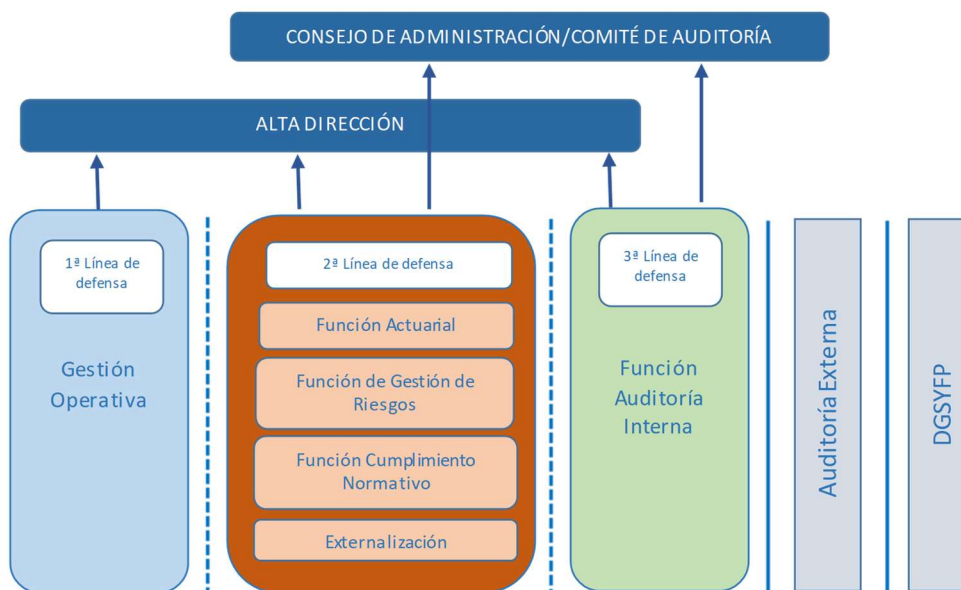 CONSEJO DE ADMINISTRACIÓN/COMITÉ DE AUDITORÍA
ALTA DIRECCIÓN
1ª Línea de
defensa
Gestión
Operativa
2ª Línea de defensa
Función Actuarial
Función de Gestión de
Riesgos
Función Cumplimiento
Normativo
Externalización
3ª Línea de
defensa
Función
Auditoría
Interna
Auditoría Externa
DGSYFP